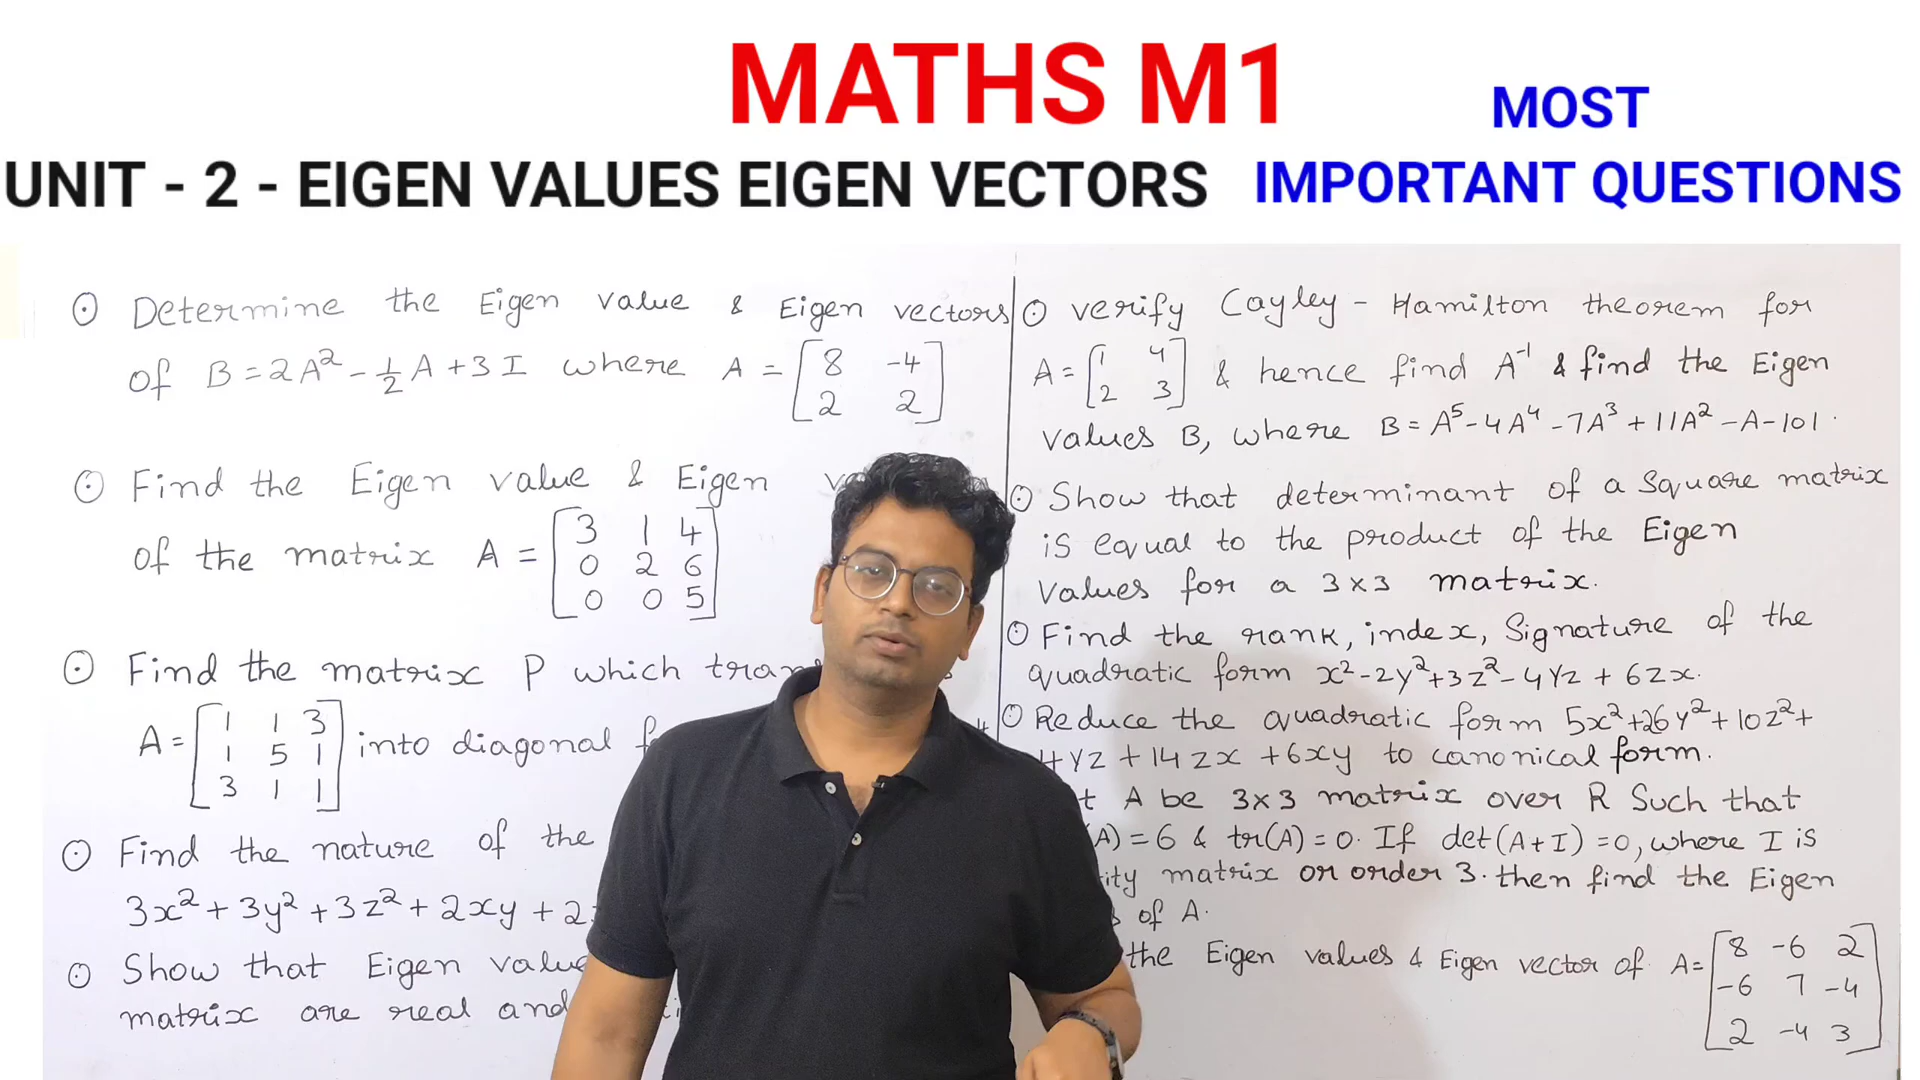 MATHS M1
MOST
UNIT - 2 - EIGEN VALUES EIGEN VECTORS IMPORTANT QUESTIONS
⊙ Determine the Eigen value & Eigen vectors
of B = 2A² - 1/2 A + 3I where A = [8 -4
2 2]
⊙ Find the Eigen value & Eigen
of the matrix A = [3 1 4
0 2 6
0 0 5]
⊙ Find the matrix P which
A = [1 1 3
1 5 1
3 1 1] into diagonal
⊙ Find the nature of the
3x² + 3y² + 3z² + 2xy + 2
⊙ Show that Eigen
matrix are real and
⊙ verify Cayley - Hamilton theorem for
A = [1 4
2 3] & hence find A⁻¹ & find the Eigen
values B, where B = A⁵ - 4A⁴ - 7A³ + 11A² - A - 101.
⊙ Show that determinant of a Square matrix
is equal to the product of the Eigen
Values for a 3x3 matrix.
⊙ Find the rank, index, Signature of the
quadratic form x² - 2y² + 3z² - 4yz + 6zx.
⊙ Reduce the quadratic form 5x² + 26y² + 10z² +
4yz + 14zx + 6xy to canonical form.
A be 3x3 matrix over R Such that
(A) = 6 & tr(A) = 0. If det(A+I) = 0, where I is
matrix or order 3. then find the Eigen
of A.
the Eigen values & Eigen vector of A = [8 -6 2
-6 7 -4
2 -4 3]